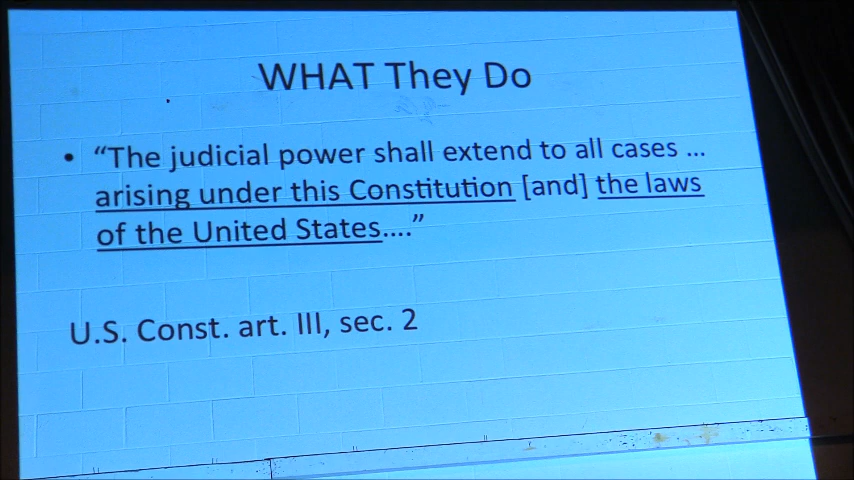 WHAT They Do
• “The judicial power shall extend to all cases ...
arising under this Constitution [and] the laws
of the United States....”
U.S. Const. art. III, sec. 2